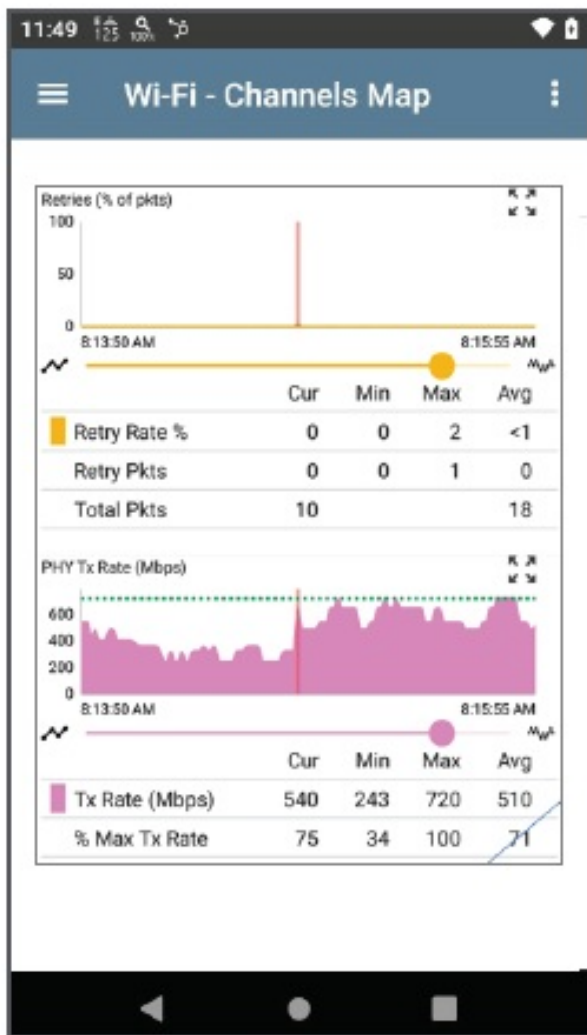 11:49 125 100%
Wi-Fi - Channels Map
Retries (% of pkts)
100
50
0
8:13:50 AM 8:15:55 AM
Cur Min Max Avg
Retry Rate % 0 0 2 <1
Retry Pkts 0 0 1 0
Total Pkts 10 18
PHY Tx Rate (Mbps)
600
400
200
0
8:13:50 AM 8:15:55 AM
Cur Min Max Avg
Tx Rate (Mbps) 540 243 720 510
% Max Tx Rate 75 34 100 71